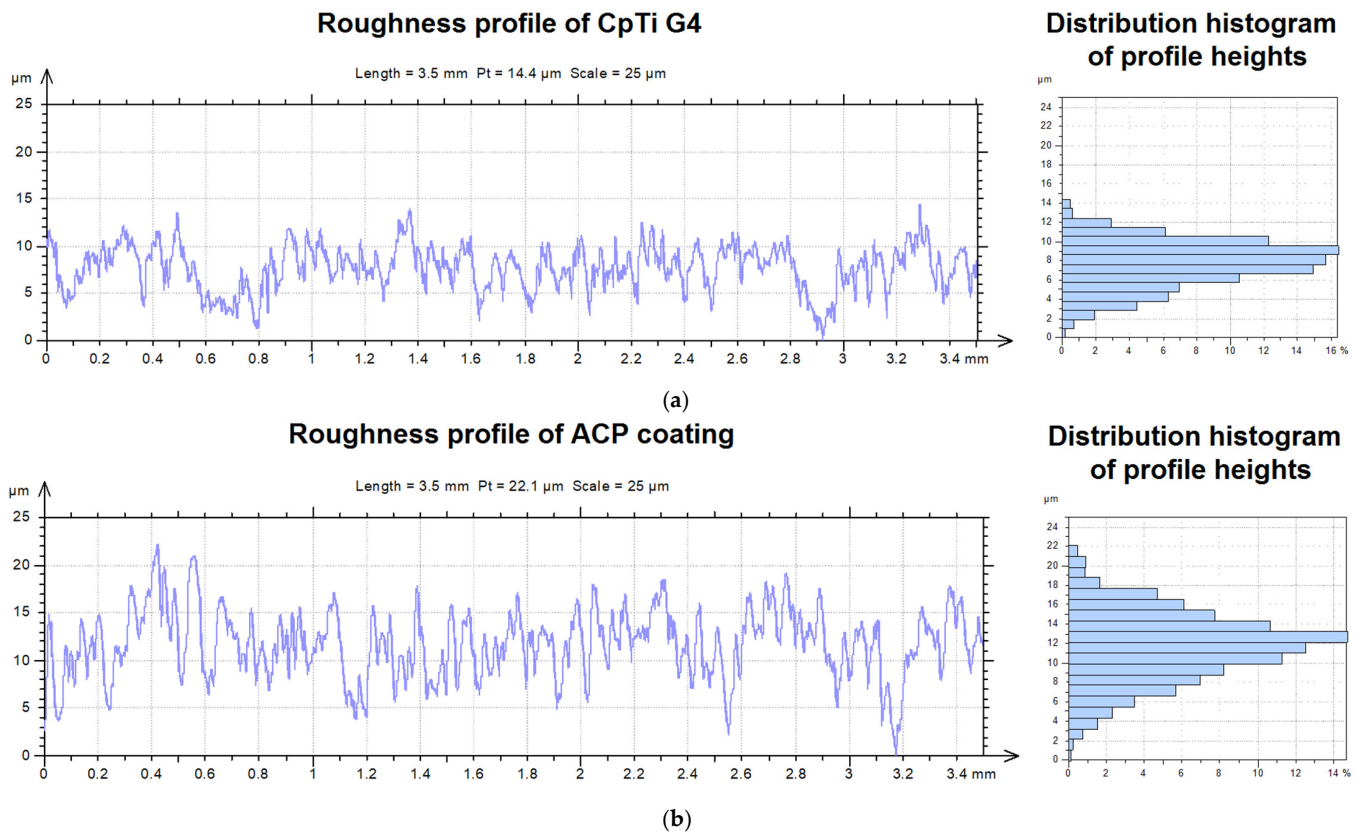 Roughness profile of CpTi G4
Length = 3.5 mm Pt = 14.4 µm Scale = 25 µm
µm
25
20
15
10
5
0
0 0.2 0.4 0.6 0.8 1 1.2 1.4 1.6 1.8 2 2.2 2.4 2.6 2.8 3 3.2 3.4 mm
Distribution histogram
of profile heights
µm
24
22
20
18
16
14
12
10
8
6
4
2
0
0 2 4 6 8 10 12 14 16 %
(a)
Roughness profile of ACP coating
Length = 3.5 mm Pt = 22.1 µm Scale = 25 µm
µm
25
20
15
10
5
0
0 0.2 0.4 0.6 0.8 1 1.2 1.4 1.6 1.8 2 2.2 2.4 2.6 2.8 3 3.2 3.4 mm
Distribution histogram
of profile heights
µm
24
22
20
18
16
14
12
10
8
6
4
2
0
0 2 4 6 8 10 12 14 %
(b)